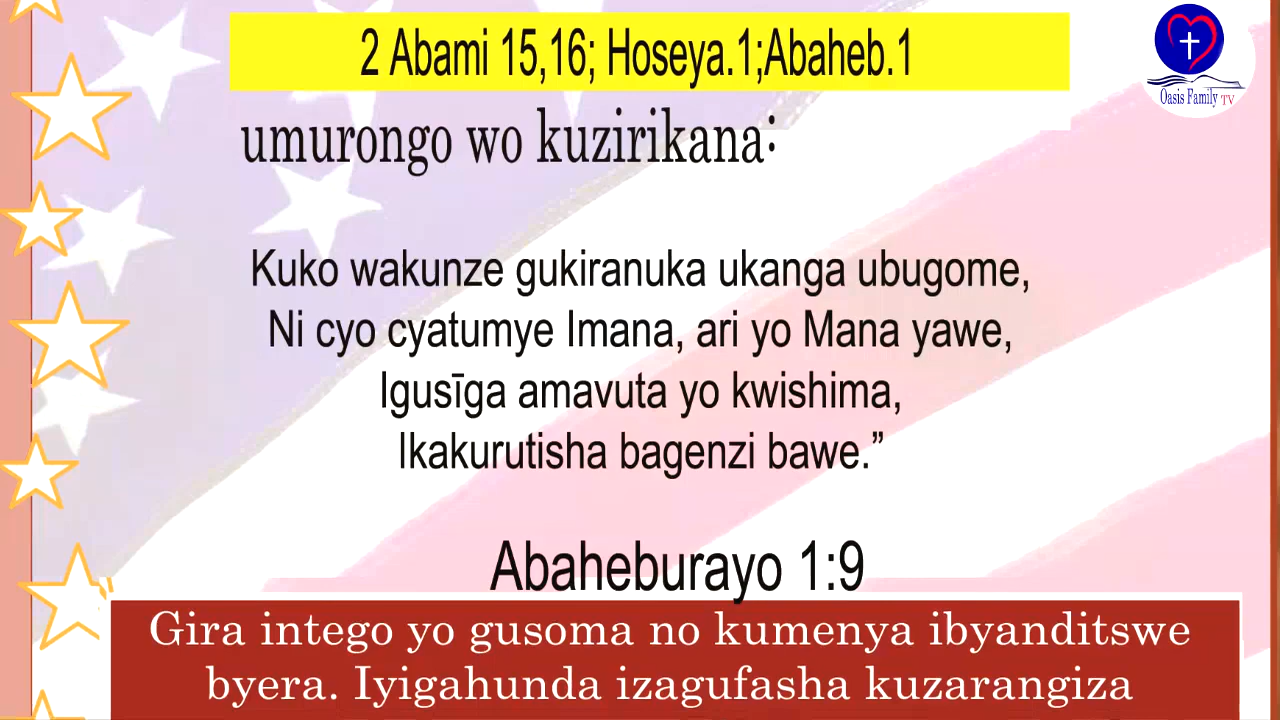 2 Abami 15,16; Hoseya.1;Abaheb.1
Oasis Family TV
umurongo wo kuzirikana:
Kuko wakunze gukiranuka ukanga ubugome,
Ni cyo cyatumye Imana, ari yo Mana yawe,
Igusīga amavuta yo kwishima,
Ikakurutisha bagenzi bawe.”
Abaheburayo 1:9
Gira intego yo gusoma no kumenya ibyanditswe
byera. Iyigahunda izagufasha kuzarangiza